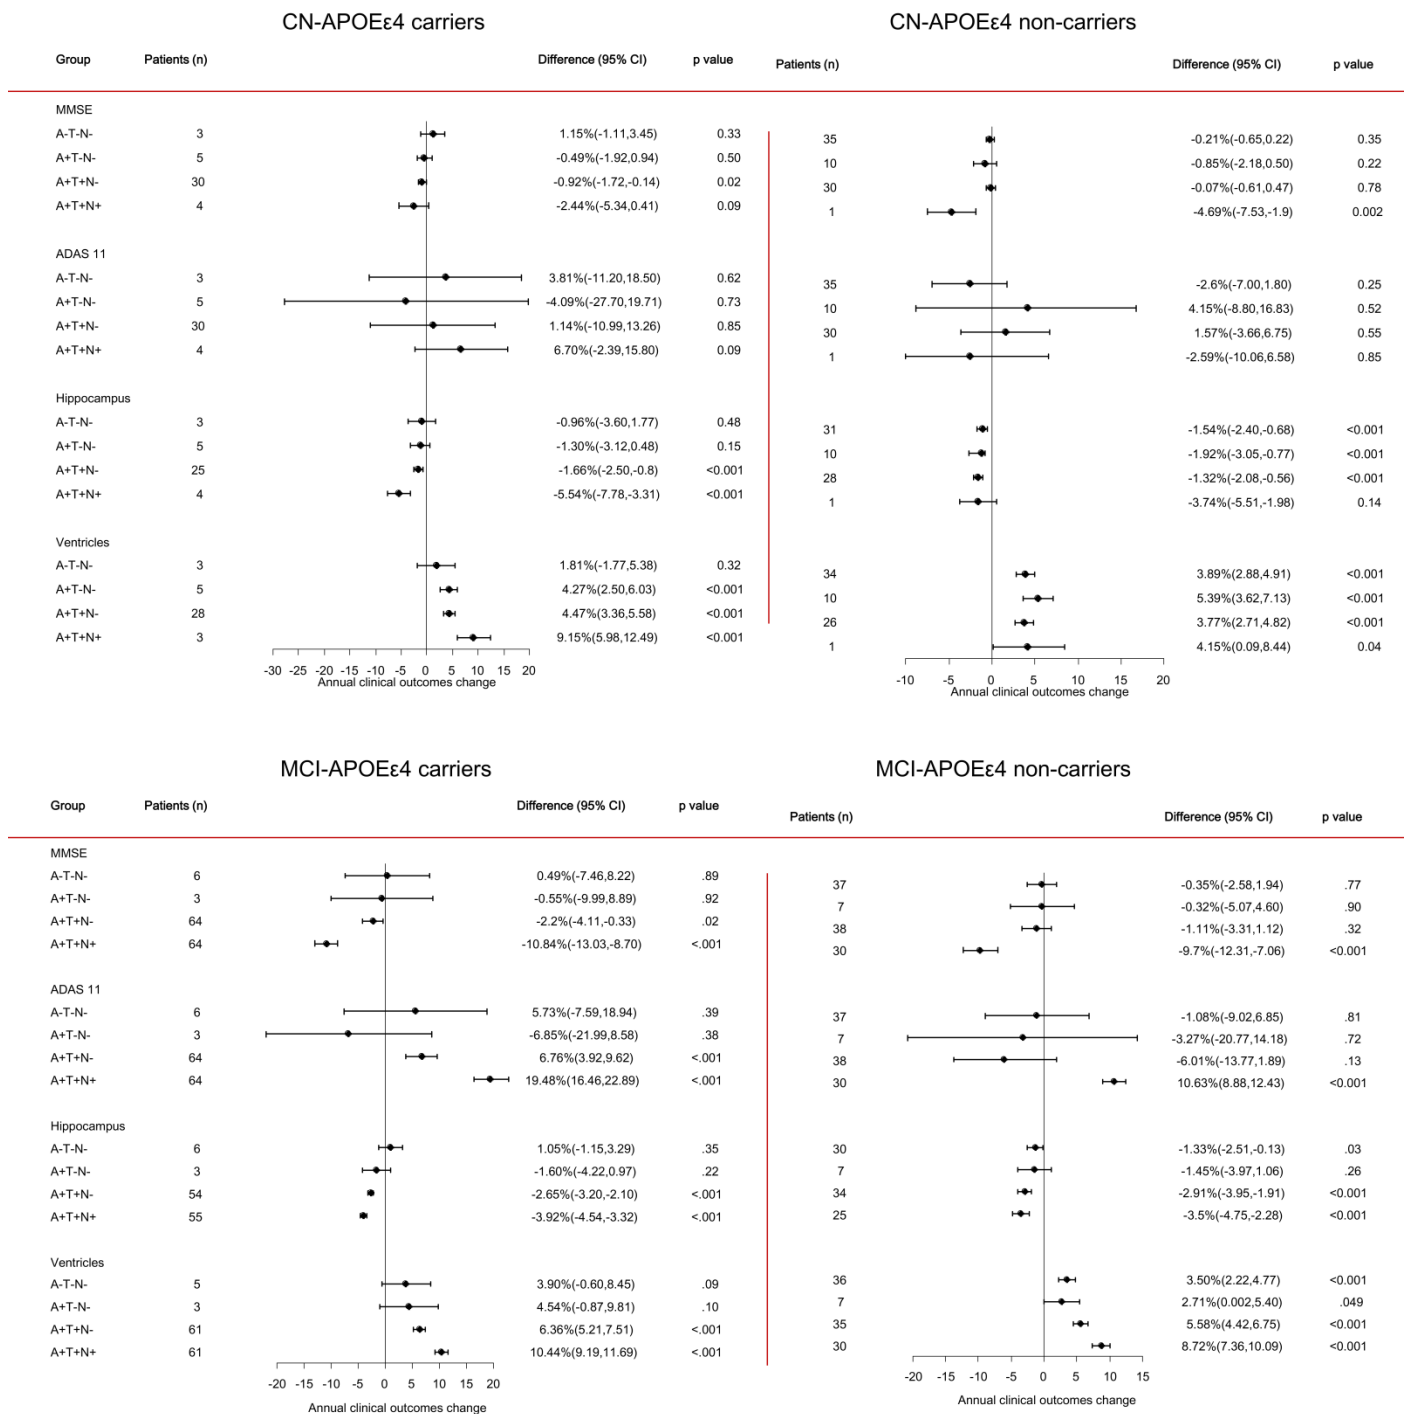 CN-APOEε4 carriers
Group Patients (n) Difference (95% CI) p value
MMSE
A-T-N- 3 1.15%(-1.11,3.45) 0.33
A+T-N- 5 -0.49%(-1.92,0.94) 0.50
A+T+N- 30 -0.92%(-1.72,-0.14) 0.02
A+T+N+ 4 -2.44%(-5.34,0.41) 0.09
ADAS 11
A-T-N- 3 3.81%(-11.20,18.50) 0.62
A+T-N- 5 -4.09%(-27.70,19.71) 0.73
A+T+N- 30 1.14%(-10.99,13.26) 0.85
A+T+N+ 4 6.70%(-2.39,15.80) 0.09
Hippocampus
A-T-N- 3 -0.96%(-3.60,1.77) 0.48
A+T-N- 5 -1.30%(-3.12,0.48) 0.15
A+T+N- 25 -1.66%(-2.50,-0.8) <0.001
A+T+N+ 4 -5.54%(-7.78,-3.31) <0.001
Ventricles
A-T-N- 3 1.81%(-1.77,5.38) 0.32
A+T-N- 5 4.27%(2.50,6.03) <0.001
A+T+N- 28 4.47%(3.36,5.58) <0.001
A+T+N+ 3 9.15%(5.98,12.49) <0.001
-30 -25 -20 -15 -10 -5 0 5 10 15 20
Annual clinical outcomes change
CN-APOEε4 non-carriers
Patients (n) Difference (95% CI) p value
35 -0.21%(-0.65,0.22) 0.35
10 -0.85%(-2.18,0.50) 0.22
30 -0.07%(-0.61,0.47) 0.78
1 -4.69%(-7.53,-1.9) 0.002
35 -2.6%(-7.00,1.80) 0.25
10 4.15%(-8.80,16.83) 0.52
30 1.57%(-3.66,6.75) 0.55
1 -2.59%(-10.06,6.58) 0.85
31 -1.54%(-2.40,-0.68) <0.001
10 -1.92%(-3.05,-0.77) <0.001
28 -1.32%(-2.08,-0.56) <0.001
1 -3.74%(-5.51,-1.98) 0.14
34 3.89%(2.88,4.91) <0.001
10 5.39%(3.62,7.13) <0.001
26 3.77%(2.71,4.82) <0.001
1 4.15%(0.09,8.44) 0.04
-10 -5 0 5 10 15 20
Annual clinical outcomes change
MCI-APOEε4 carriers
Group Patients (n) Difference (95% CI) p value
MMSE
A-T-N- 6 0.49%(-7.46,8.22) .89
A+T-N- 3 -0.55%(-9.99,8.89) .92
A+T+N- 64 -2.2%(-4.11,-0.33) .02
A+T+N+ 64 -10.84%(-13.03,-8.70) <.001
ADAS 11
A-T-N- 6 5.73%(-7.59,18.94) .39
A+T-N- 3 -6.85%(-21.99,8.58) .38
A+T+N- 64 6.76%(3.92,9.62) <.001
A+T+N+ 64 19.48%(16.46,22.89) <.001
Hippocampus
A-T-N- 6 1.05%(-1.15,3.29) .35
A+T-N- 3 -1.60%(-4.22,0.97) .22
A+T+N- 54 -2.65%(-3.20,-2.10) <.001
A+T+N+ 55 -3.92%(-4.54,-3.32) <.001
Ventricles
A-T-N- 5 3.90%(-0.60,8.45) .09
A+T-N- 3 4.54%(-0.87,9.81) .10
A+T+N- 61 6.36%(5.21,7.51) <.001
A+T+N+ 61 10.44%(9.19,11.69) <.001
-20 -15 -10 -5 0 5 10 15 20
Annual clinical outcomes change
MCI-APOEε4 non-carriers
Patients (n) Difference (95% CI) p value
37 -0.35%(-2.58,1.94) .77
7 -0.32%(-5.07,4.60) .90
38 -1.11%(-3.31,1.12) .32
30 -9.7%(-12.31,-7.06) <0.001
37 -1.08%(-9.02,6.85) .81
7 -3.27%(-20.77,14.18) .72
38 -6.01%(-13.77,1.89) .13
30 10.63%(8.88,12.43) <0.001
30 -1.33%(-2.51,-0.13) .03
7 -1.45%(-3.97,1.06) .26
34 -2.91%(-3.95,-1.91) <0.001
25 -3.5%(-4.75,-2.28) <0.001
36 3.50%(2.22,4.77) <0.001
7 2.71%(0.002,5.40) .049
35 5.58%(4.42,6.75) <0.001
30 8.72%(7.36,10.09) <0.001
-20 -15 -10 -5 0 5 10 15
Annual clinical outcomes change